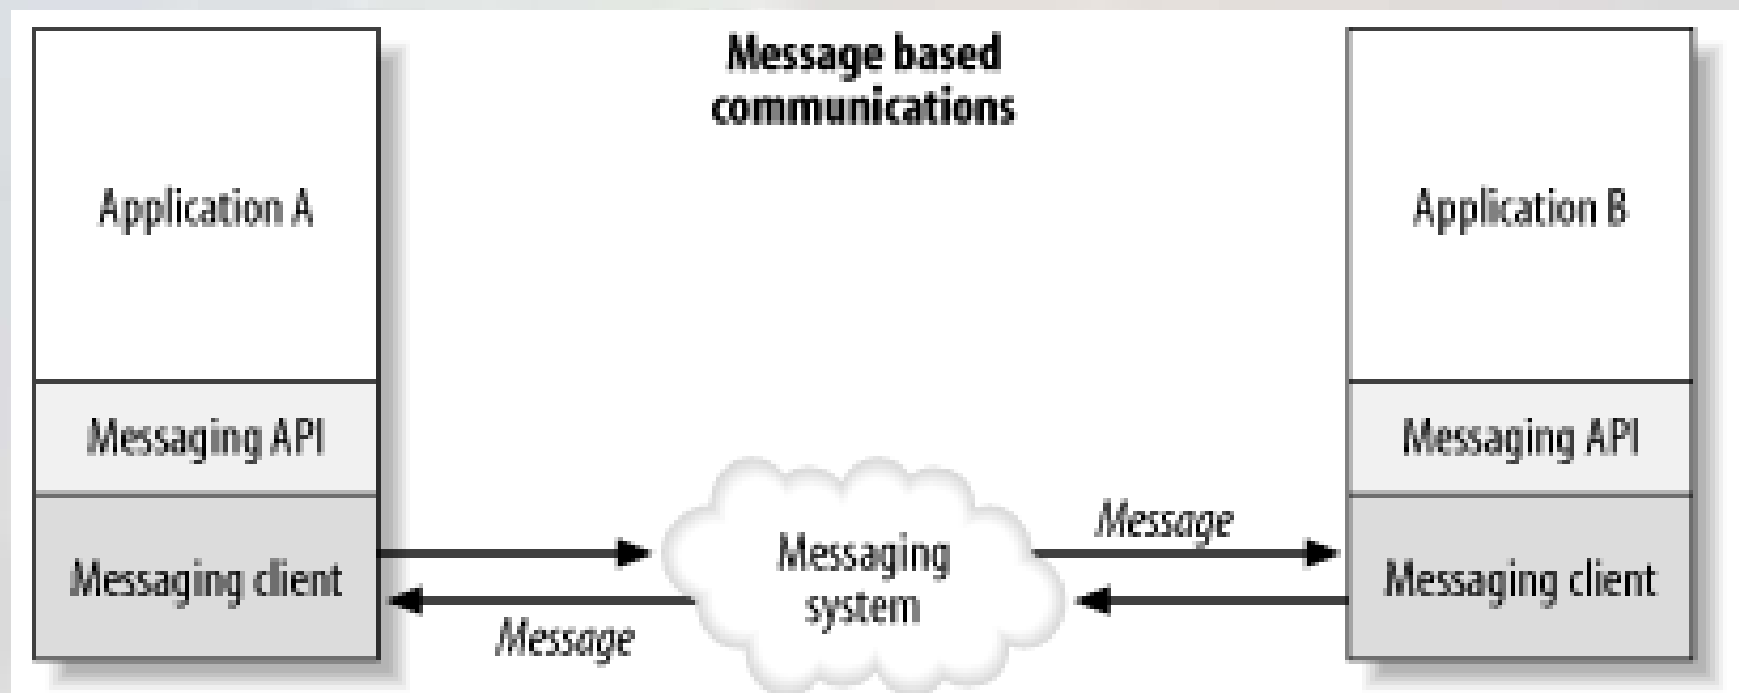 Message based
communications
Application A
Application B
Messaging API
Messaging API
Message
Messaging
system
Messaging client
Messaging client
Message